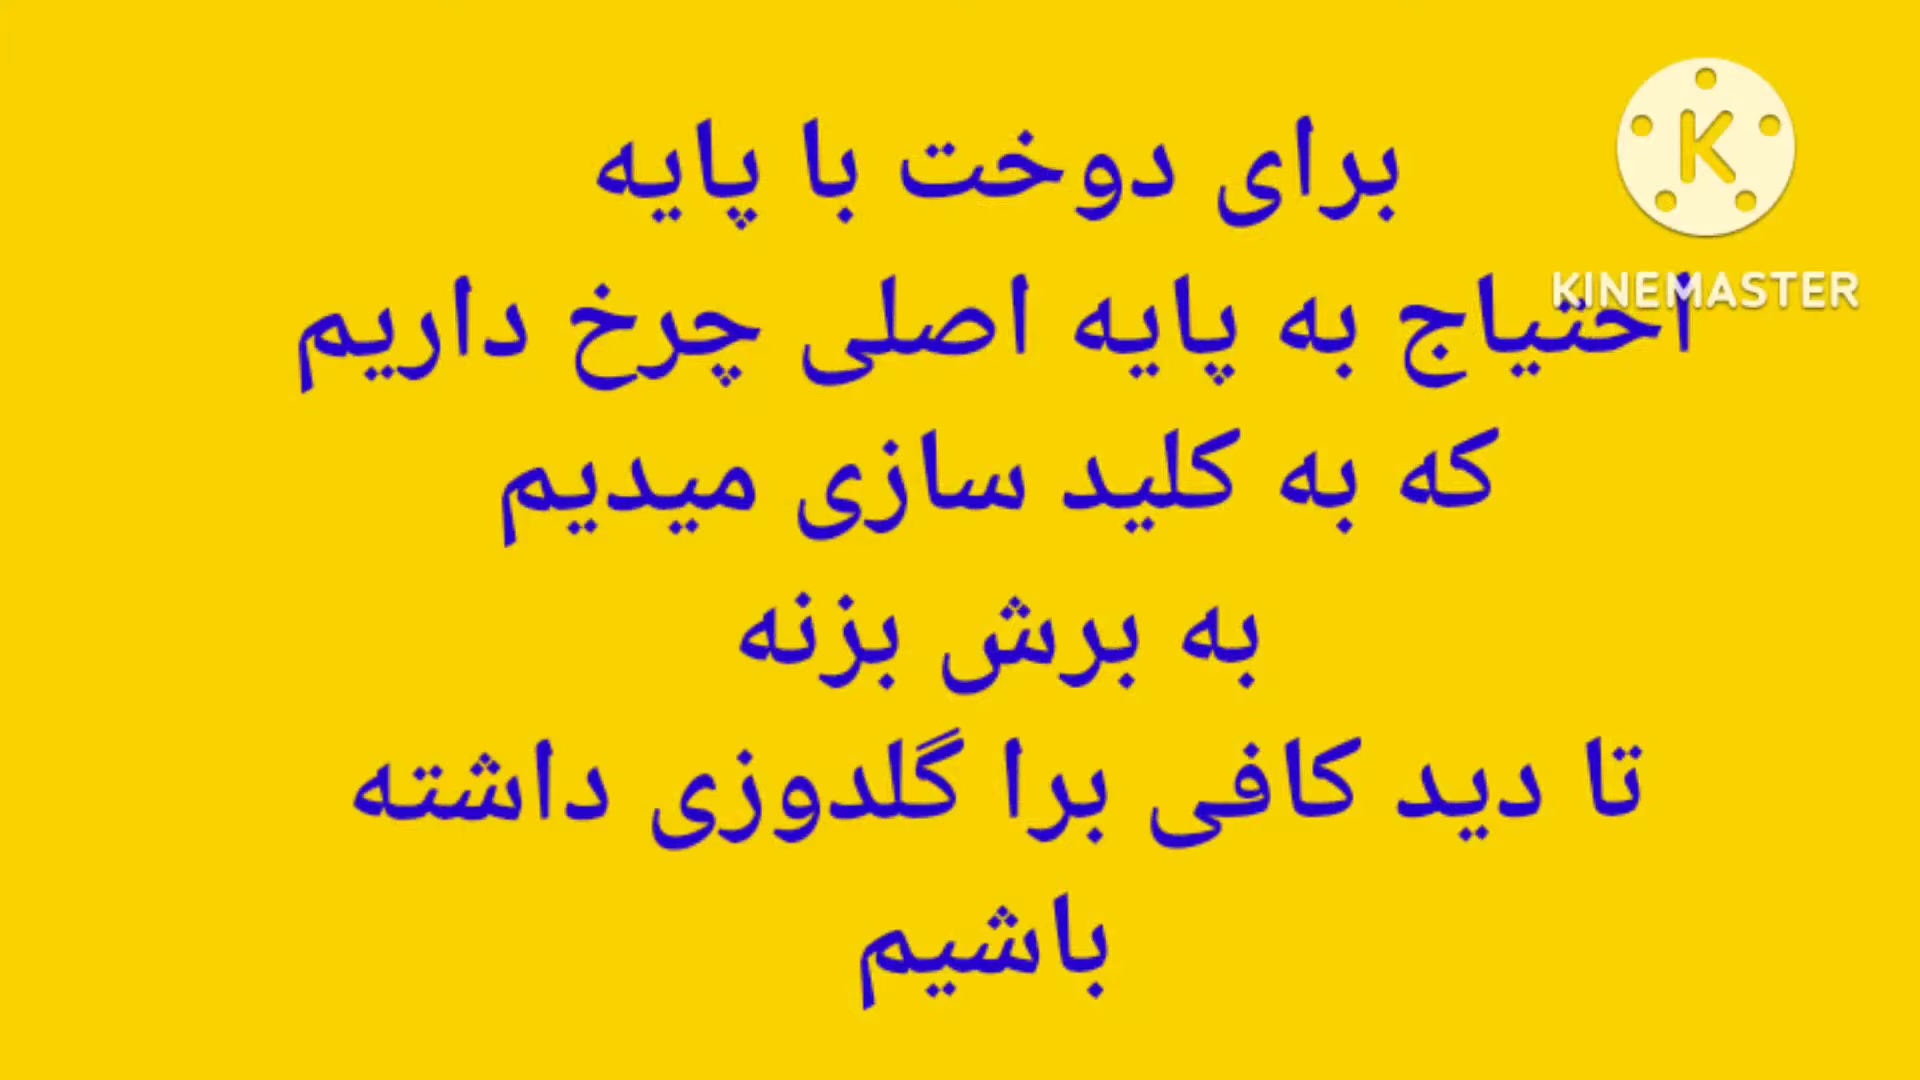 برای دوخت با پایه
احتیاج به پایه اصلی چرخ داریم
که به کلید سازی میدیم
به برش بزنه
تا دید کافی برا گلدوزی داشته
باشیم
K
KINEMASTER